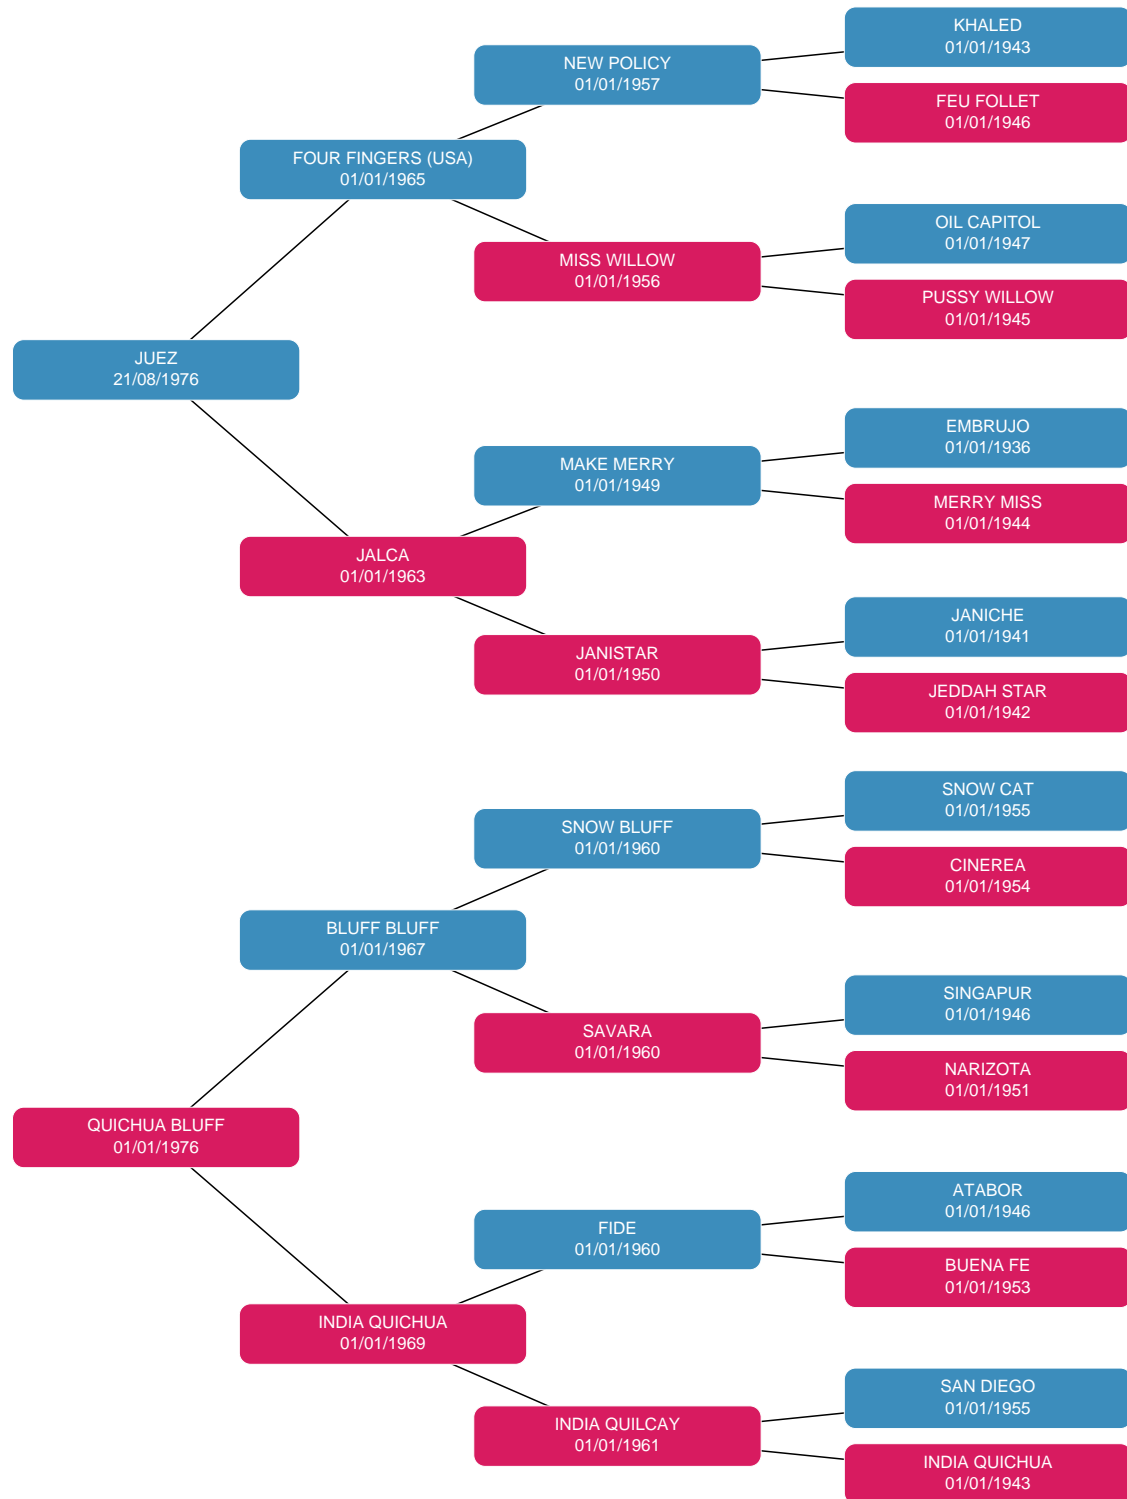 KHALED
01/01/1943
NEW POLICY
01/01/1957
FEU FOLLET
01/01/1946
FOUR FINGERS (USA)
01/01/1965
OIL CAPITOL
01/01/1947
MISS WILLOW
01/01/1956
PUSSY WILLOW
01/01/1945
JUEZ
21/08/1976
EMBRUJO
01/01/1936
MAKE MERRY
01/01/1949
MERRY MISS
01/01/1944
JALCA
01/01/1963
JANICHE
01/01/1941
JANISTAR
01/01/1950
JEDDAH STAR
01/01/1942
SNOW CAT
01/01/1955
SNOW BLUFF
01/01/1960
CINEREA
01/01/1954
BLUFF BLUFF
01/01/1967
SINGAPUR
01/01/1946
SAVARA
01/01/1960
NARIZOTA
01/01/1951
QUICHUA BLUFF
01/01/1976
ATABOR
01/01/1946
FIDE
01/01/1960
BUENA FE
01/01/1953
INDIA QUICHUA
01/01/1969
SAN DIEGO
01/01/1955
INDIA QUILCAY
01/01/1961
INDIA QUICHUA
01/01/1943